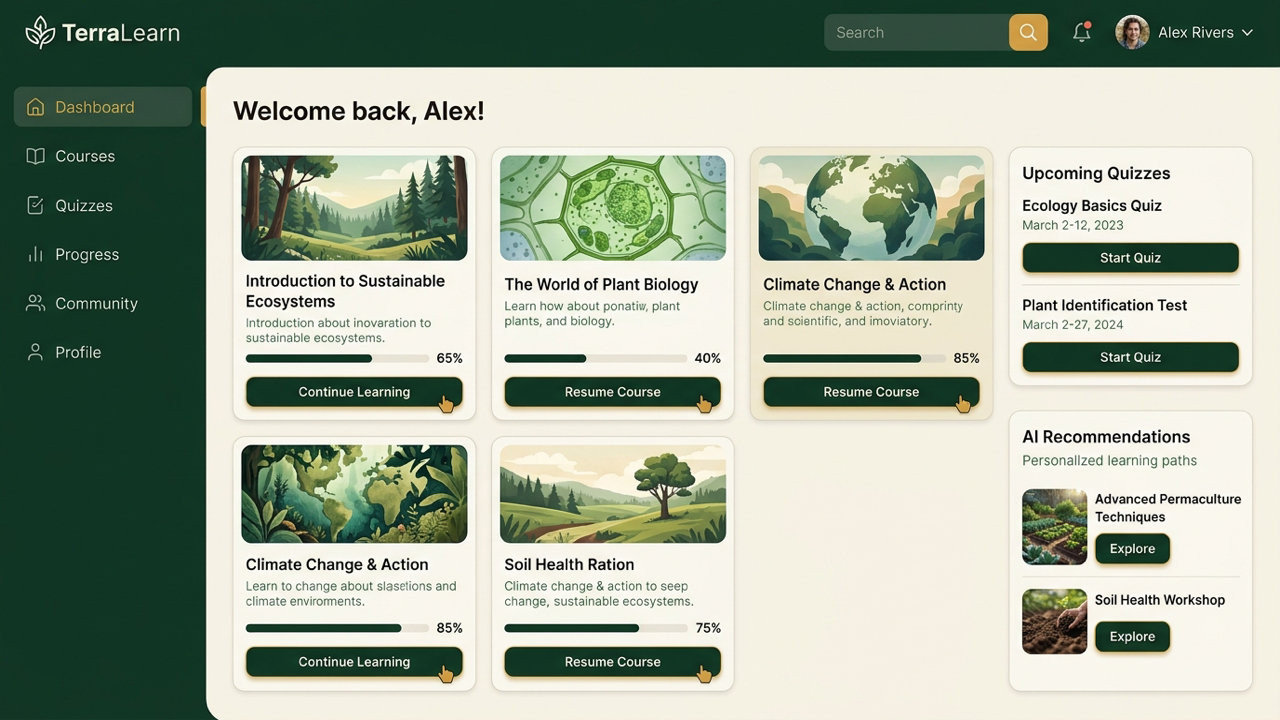 TerraLearn
Search
Alex Rivers
Dashboard
Courses
Quizzes
Progress
Community
Profile
Welcome back, Alex!
Introduction to Sustainable
Ecosystems
Introduction about inovaration to
sustainable ecosystems.
65%
Continue Learning
The World of Plant Biology
Learn how about ponatiw, plant
plants, and biology.
40%
Resume Course
Climate Change & Action
Climate change & action, comprinty
and scientific, and imoviatory.
85%
Resume Course
Climate Change & Action
Learn to change about slasetions and
climate enviroments.
85%
Continue Learning
Soil Health Ration
Climate change & action to seep
change, sustainable ecosystems.
75%
Resume Course
Upcoming Quizzes
Ecology Basics Quiz
March 2-12, 2023
Start Quiz
Plant Identification Test
March 2-27, 2024
Start Quiz
AI Recommendations
Personalized learning paths
Advanced Permaculture
Techniques
Explore
Soil Health Workshop
Explore